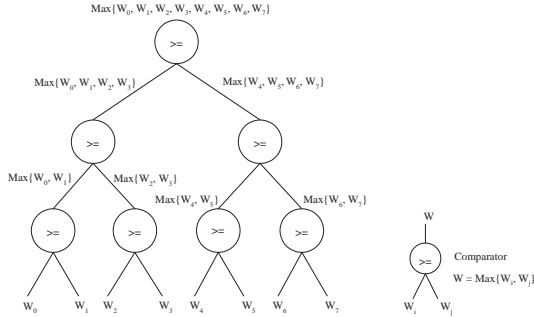 Max{W₀, W₁, W₂, W₃, W₄, W₅, W₆, W₇}
>=
Max{W₀, W₁, W₂, W₃}
Max{W₄, W₅, W₆, W₇}
>=
>=
Max{W₀, W₁}
Max{W₂, W₃}
Max{W₄, W₅}
Max{W₆, W₇}
>=
>=
>=
>=
W₀
W₁
W₂
W₃
W₄
W₅
W₆
W₇
W
>=
Comparator
W = Max{Wᵢ, Wⱼ}
Wᵢ
Wⱼ